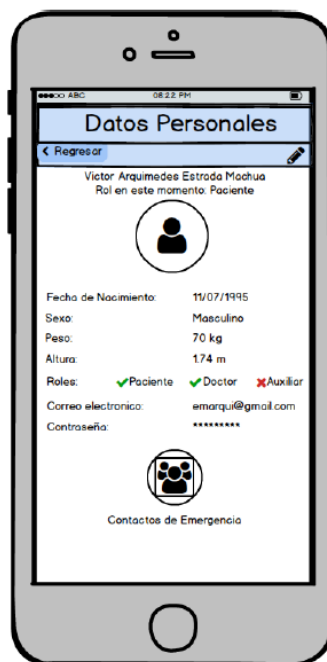 ABC 08:22 PM
Datos Personales
< Regresar
Victor Arquimedes Estrada Machua
Rol en este momento: Paciente
Fecha de Nacimiento: 11/07/1995
Sexo: Masculino
Peso: 70 kg
Altura: 1.74 m
Roles: Paciente Doctor Auxiliar
Correo electronico: emarqui@gmail.com
Contraseña: *********
Contactos de Emergencia